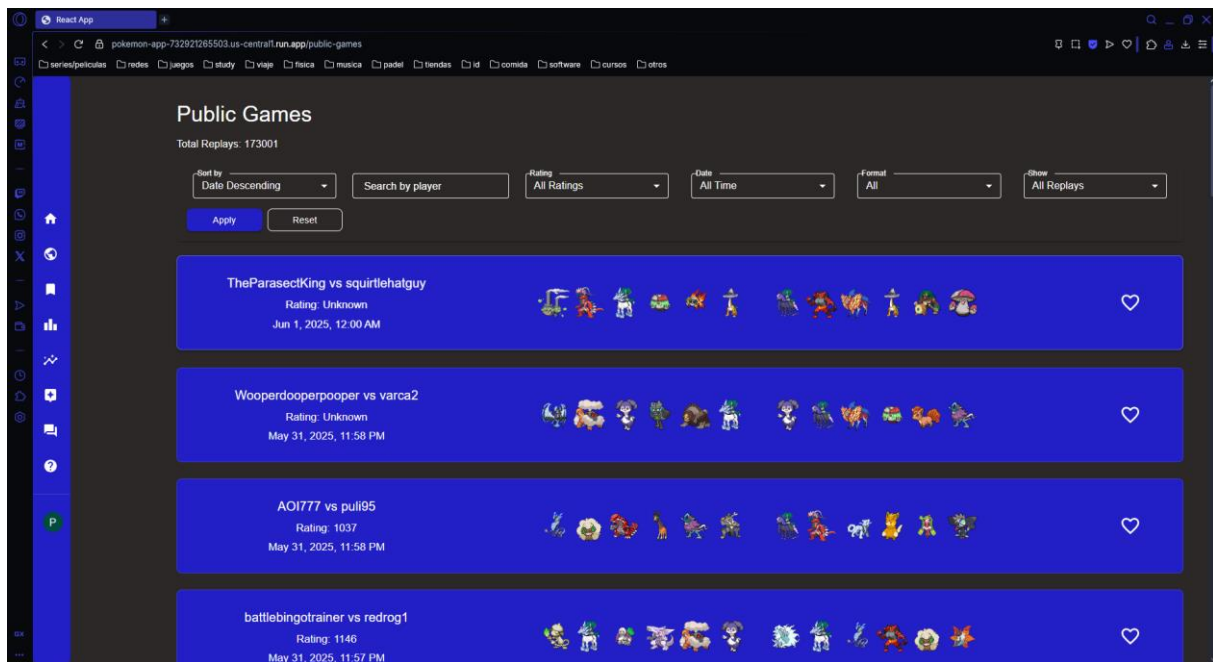 React App
pokemon-app-732921265503.us-central1.run.app/public-games
series/peliculas redes juegos study viaje fisica musica padel tiendas id comida software cursos otros
Public Games
Total Replays: 173001
Sort by Rating Date Format Show
Date Descending Search by player All Ratings All Time All All Replays
Apply Reset
TheParasectKing vs squirtlehatguy
Rating: Unknown
Jun 1, 2025, 12:00 AM
Wooperdooperpooper vs varca2
Rating: Unknown
May 31, 2025, 11:58 PM
AOI777 vs puli95
Rating: 1037
May 31, 2025, 11:58 PM
P
battlebingotrainer vs redrog1
Rating: 1146
May 31, 2025, 11:57 PM
GX